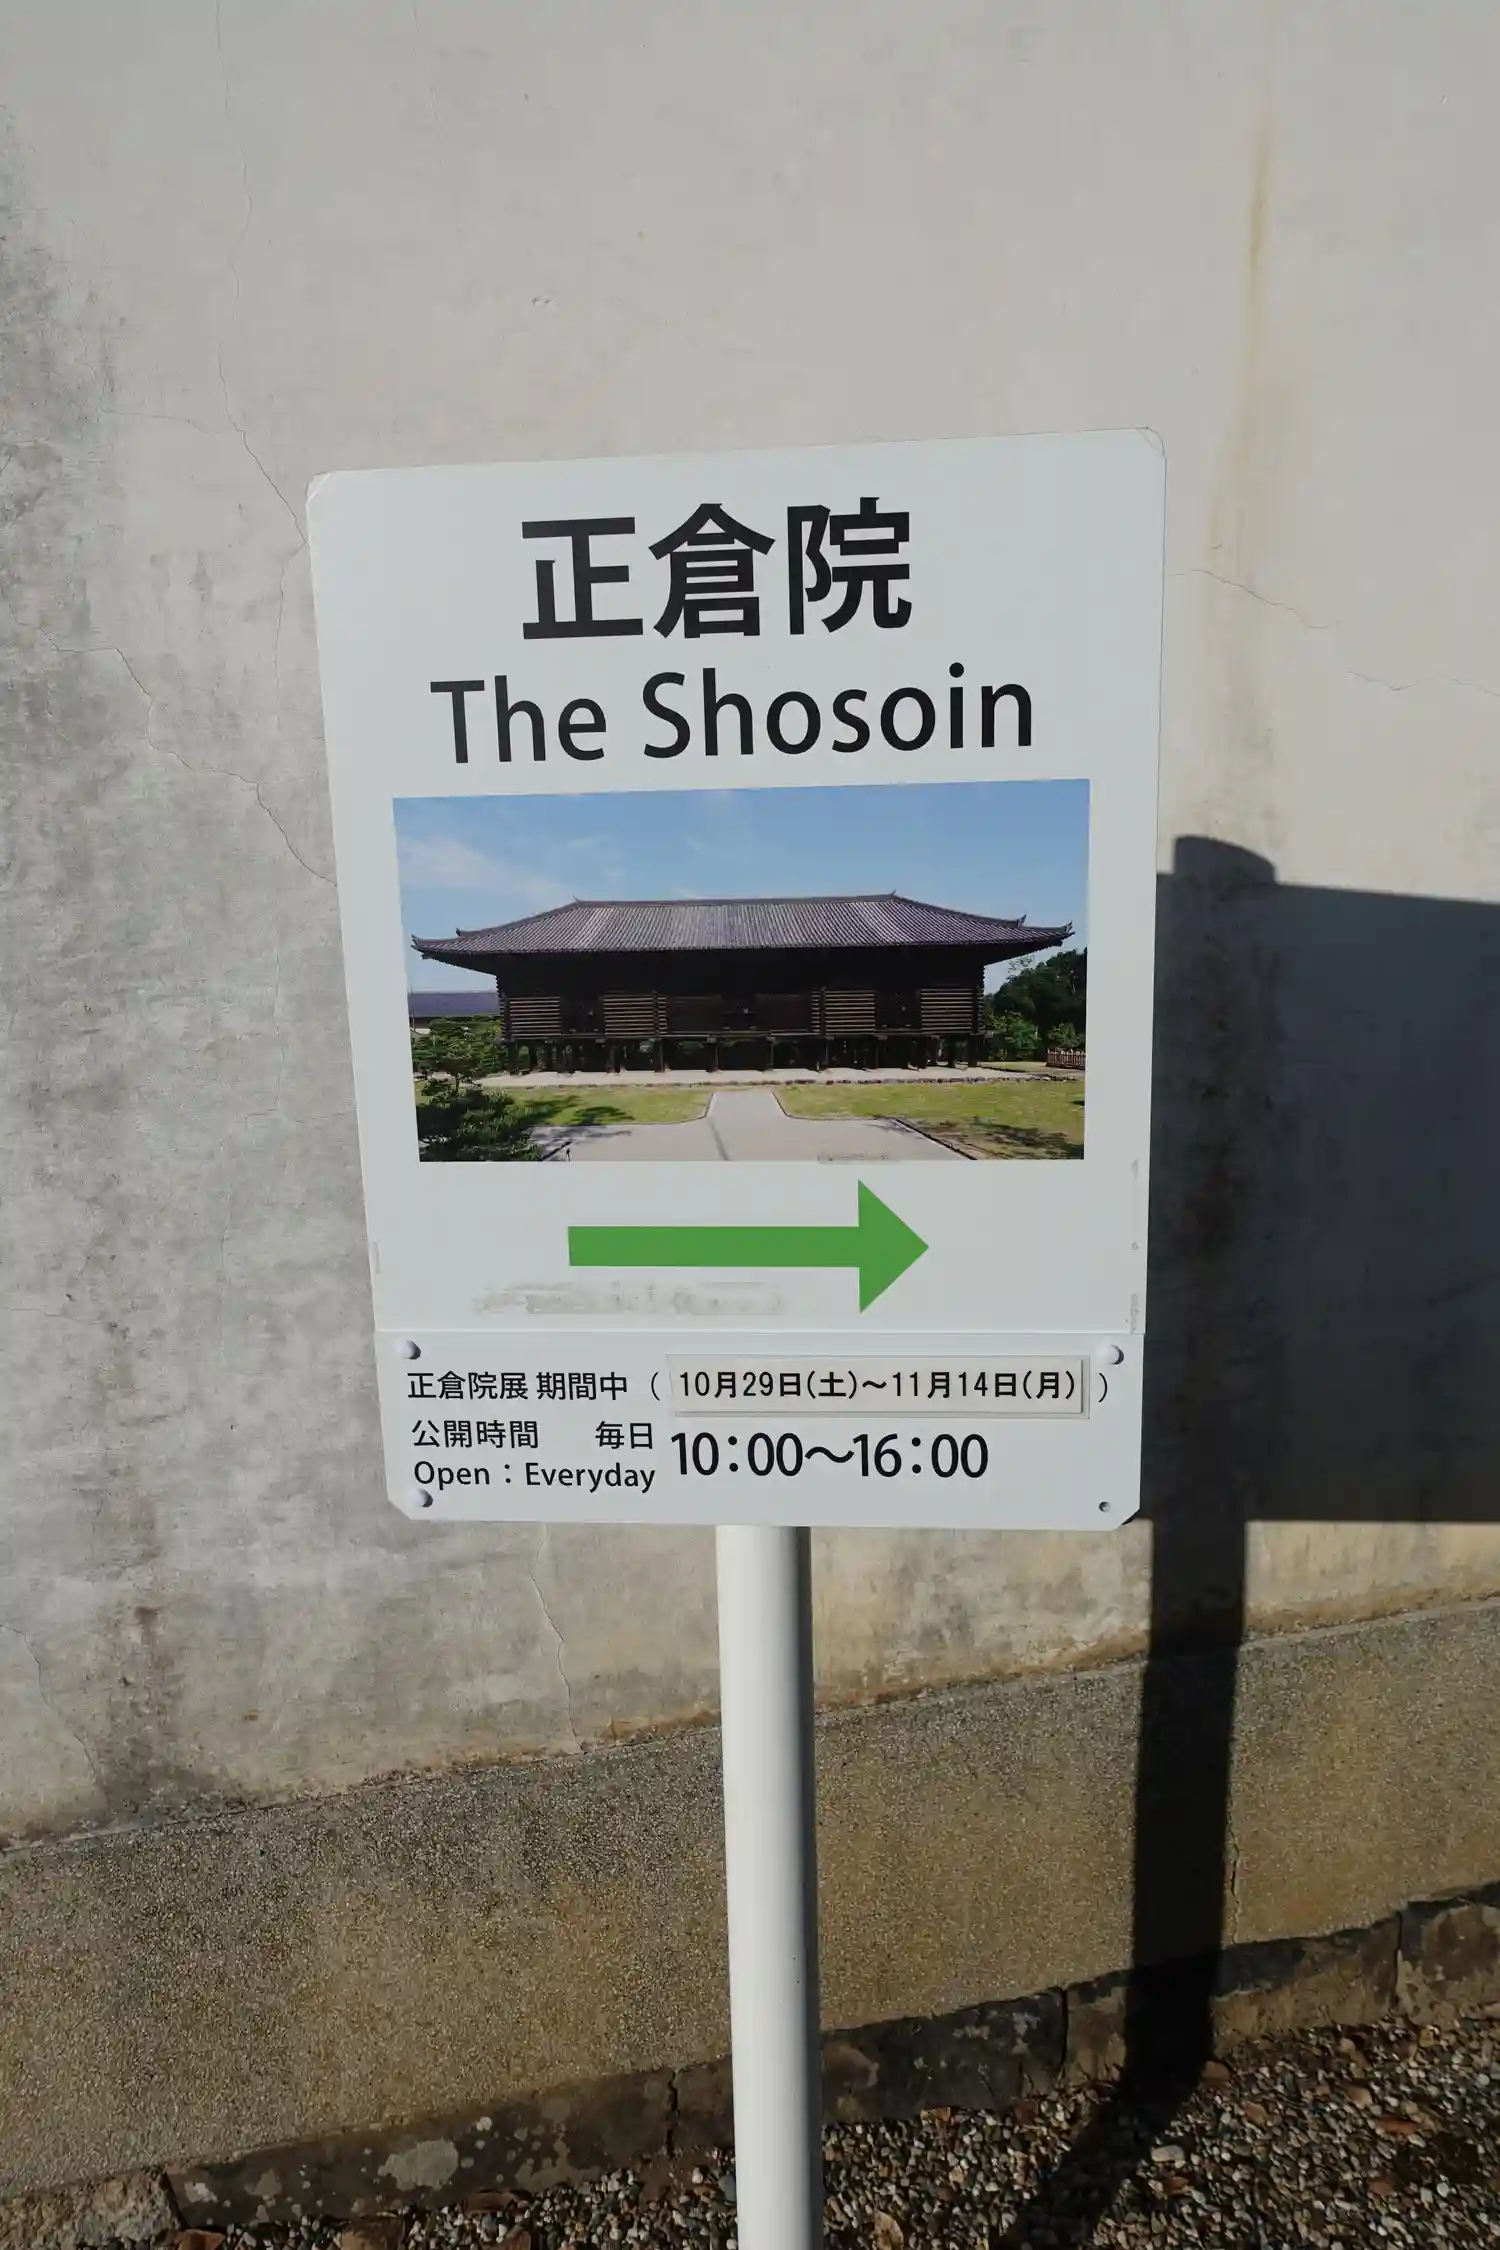 正倉院
The Shosoin
正倉院展 期間中 ( 10月29日(土)～11月14日(月) )
公開時間 毎日 10：00～16：00
Open：Everyday